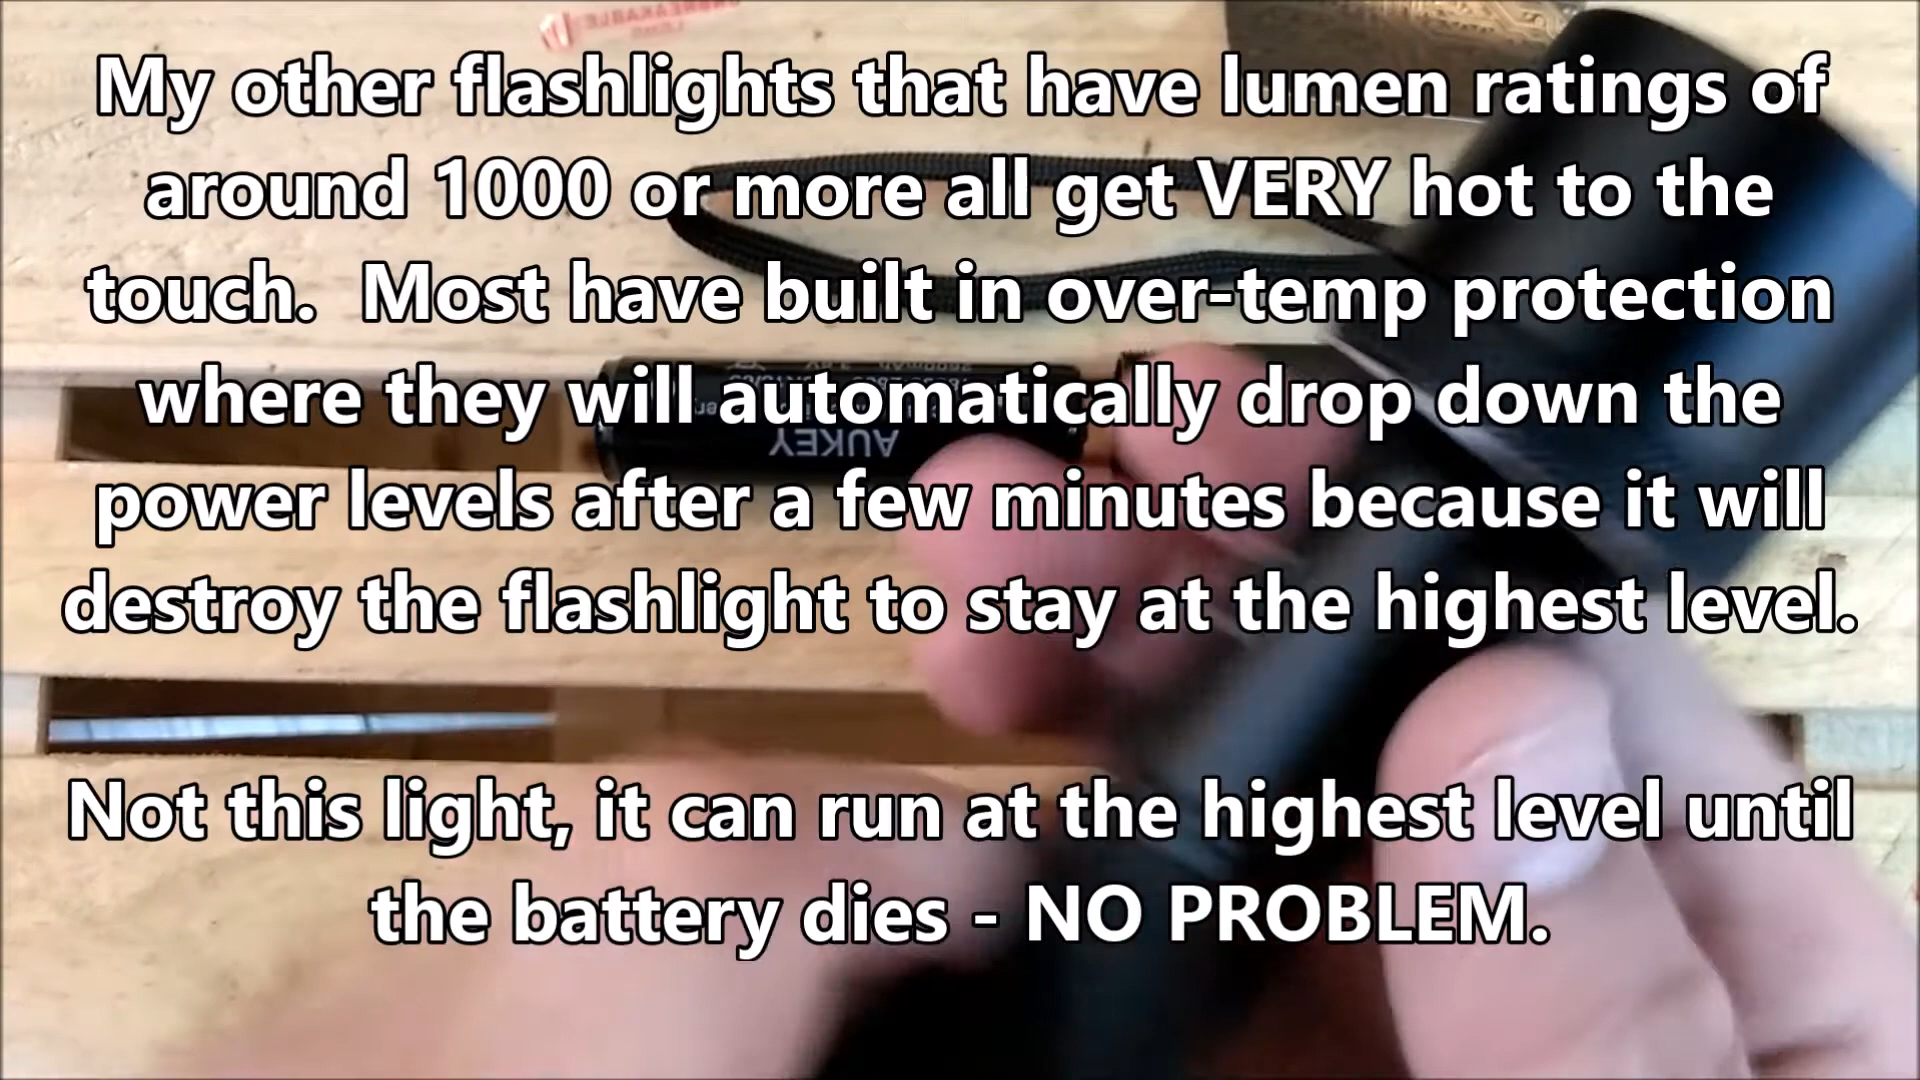 UNBREAKABLE
My other flashlights that have lumen ratings of
around 1000 or more all get VERY hot to the
touch.  Most have built in over-temp protection
where they will automatically drop down the
AUKEY
power levels after a few minutes because it will
destroy the flashlight to stay at the highest level.
Not this light, it can run at the highest level until
the battery dies - NO PROBLEM.